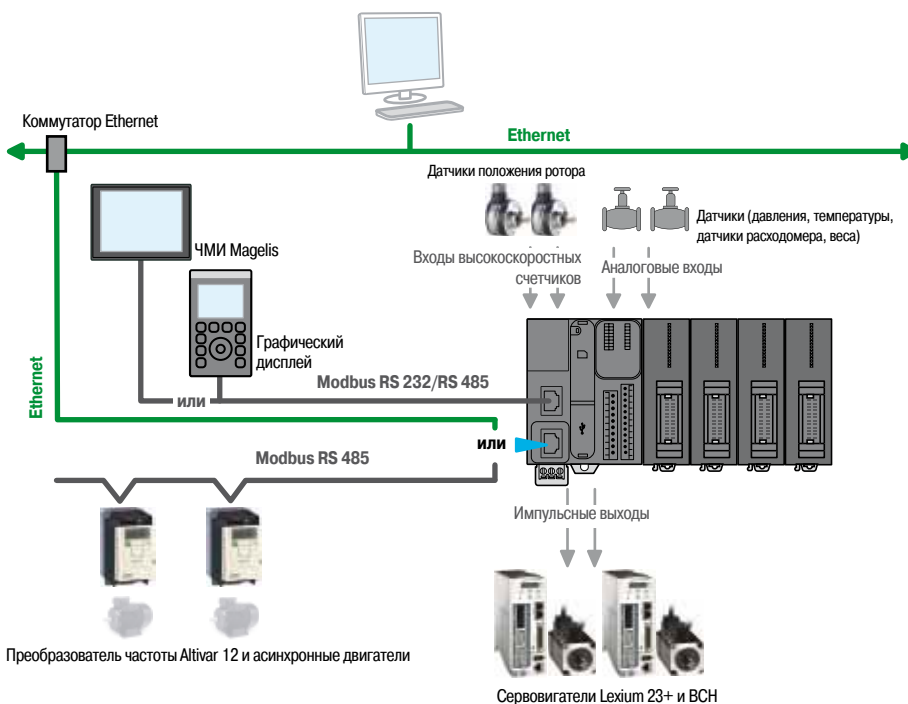 Коммутатор Ethernet
Ethernet
Датчики положения ротора
Датчики (давления, температуры,
датчики расходомера, веса)
ЧМИ Magelis
Входы высокоскоростных
счетчиков
Аналоговые входы
Графический
дисплей
Ethernet
Modbus RS 232/RS 485
или
или
Modbus RS 485
Импульсные выходы
Преобразователь частоты Altivar 12 и асинхронные двигатели
Сервовигатели Lexium 23+ и BCH